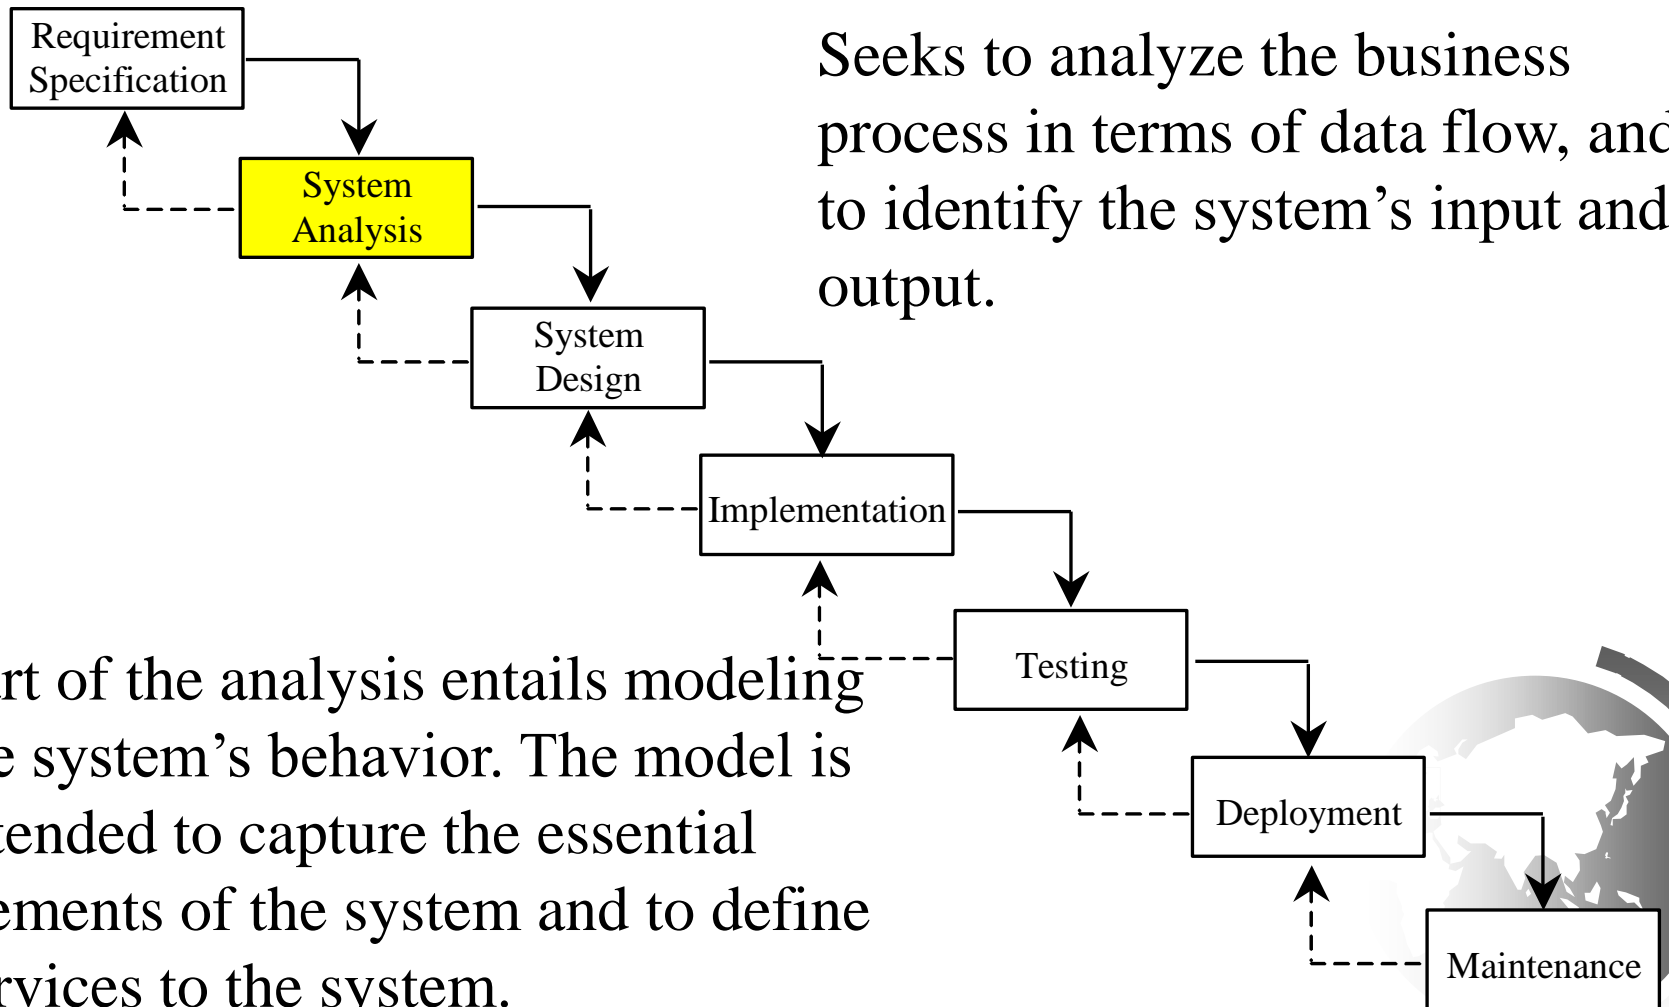 Requirement
Specification
Seeks to analyze the business
process in terms of data flow, and
to identify the system's input and
output.
System
Analysis
System
Design
Implementation
Testing
art of the analysis entails modeling
e system's behavior. The model is
tended to capture the essential
ements of the system and to define
rvices to the system.
Deployment
Maintenance